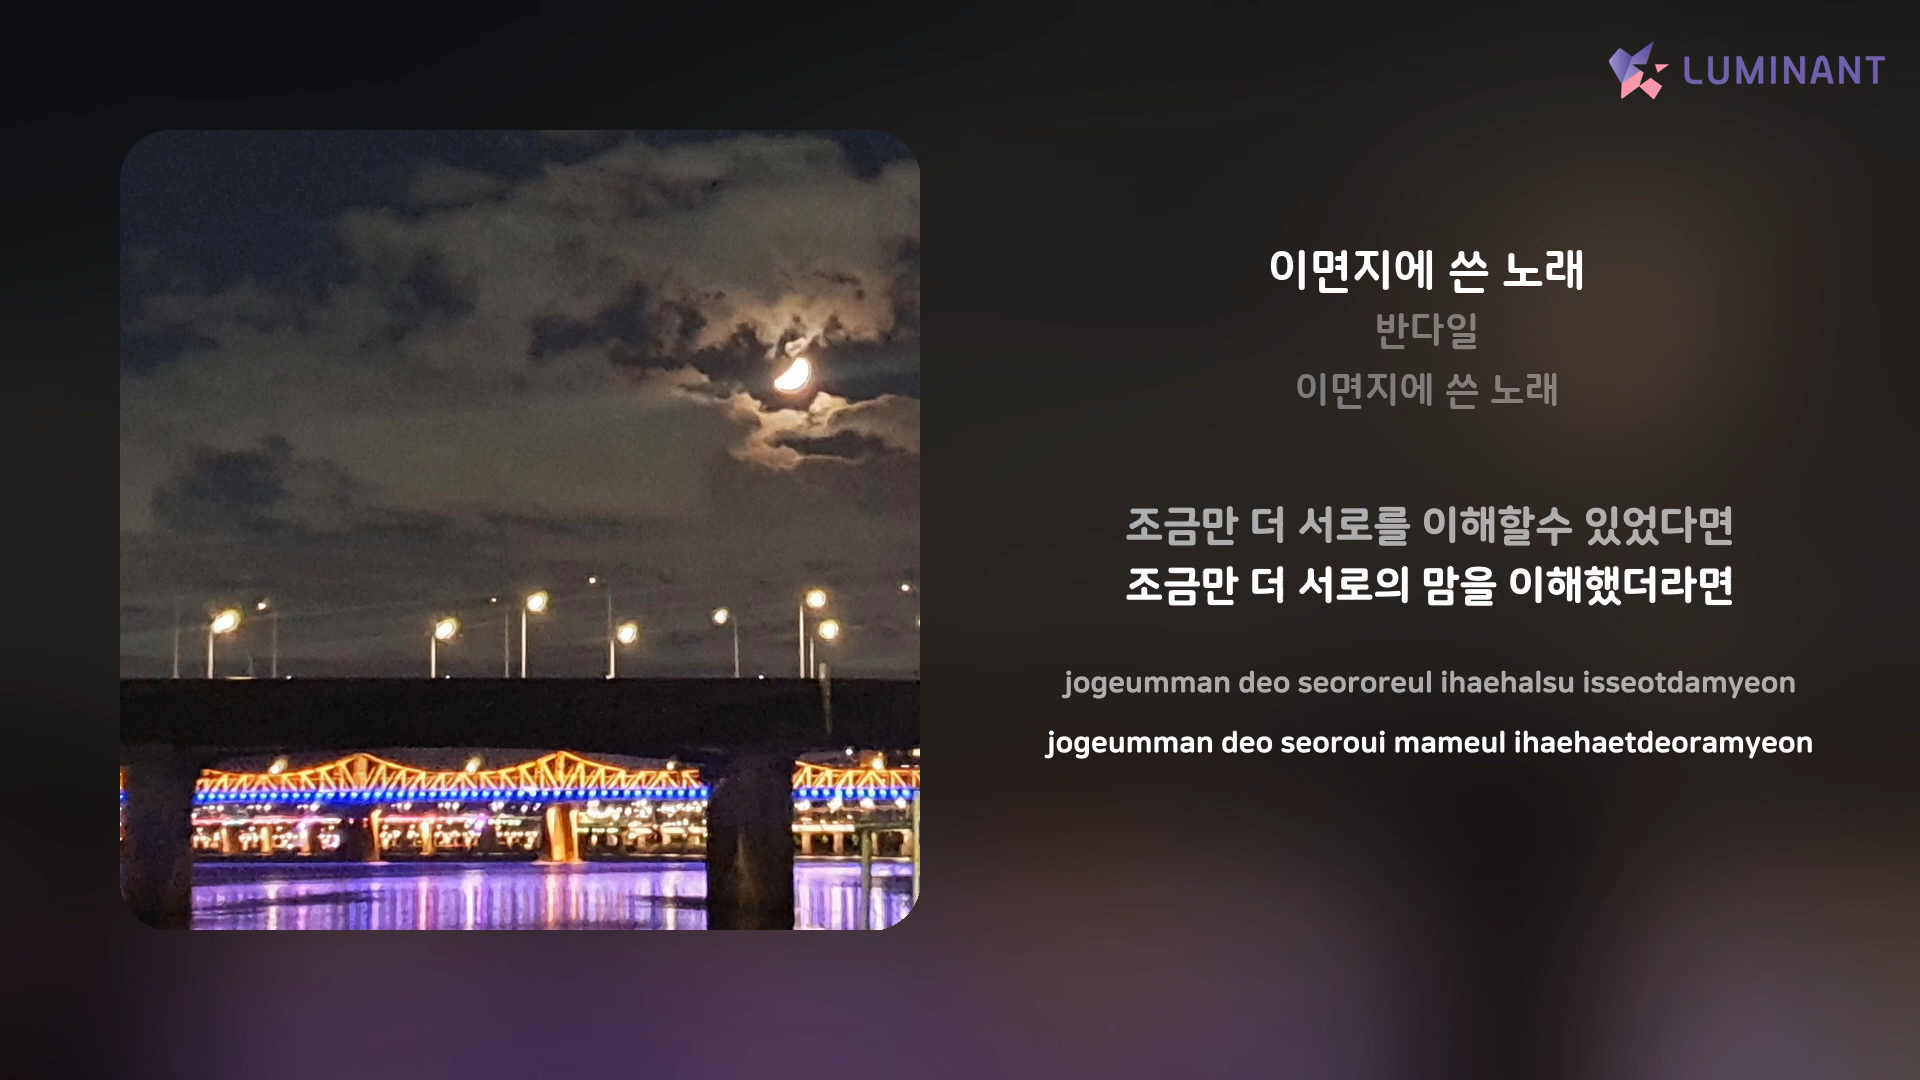 LUMINANT
이면지에 쓴 노래
반다일
이면지에 쓴 노래
조금만 더 서로를 이해할수 있었다면
조금만 더 서로의 맘을 이해했더라면
jogeumman deo seororeul ihaehalsu isseotdamyeon
jogeumman deo seoroui mameul ihaehaetdeoramyeon